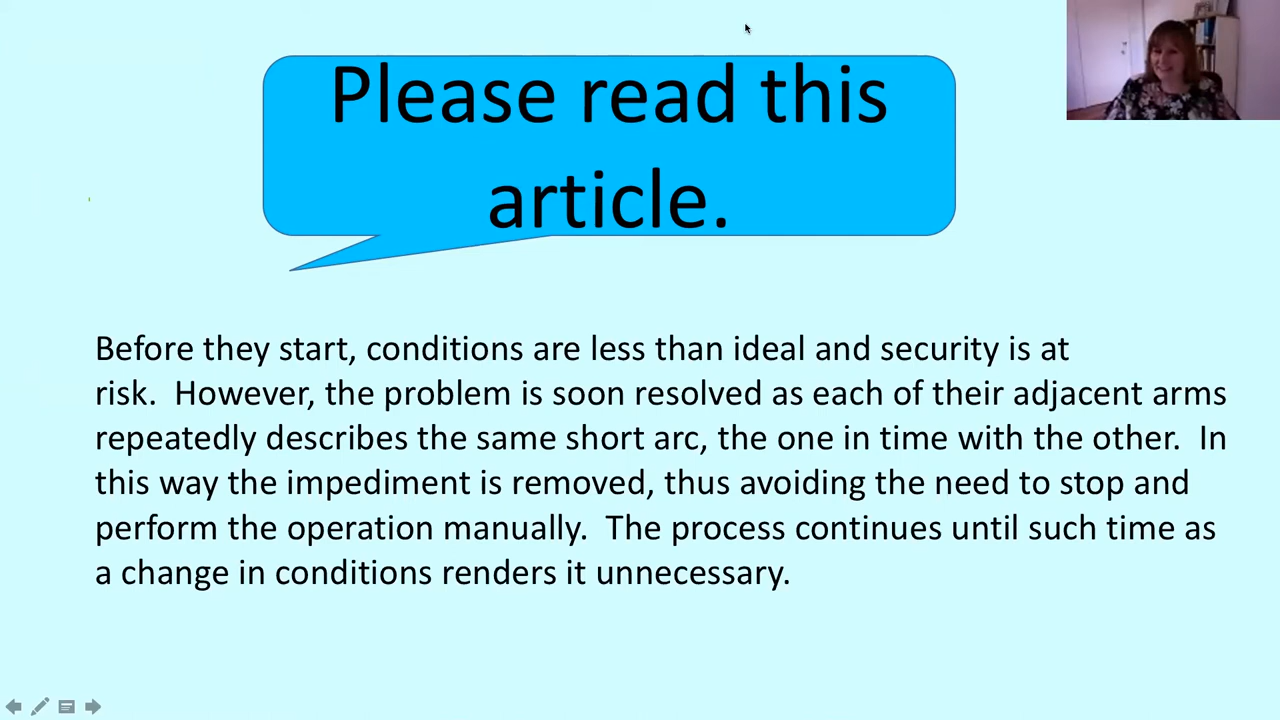 Please read this
article.
Before they start, conditions are less than ideal and security is at
risk.  However, the problem is soon resolved as each of their adjacent arms
repeatedly describes the same short arc, the one in time with the other.  In
this way the impediment is removed, thus avoiding the need to stop and
perform the operation manually.  The process continues until such time as
a change in conditions renders it unnecessary.